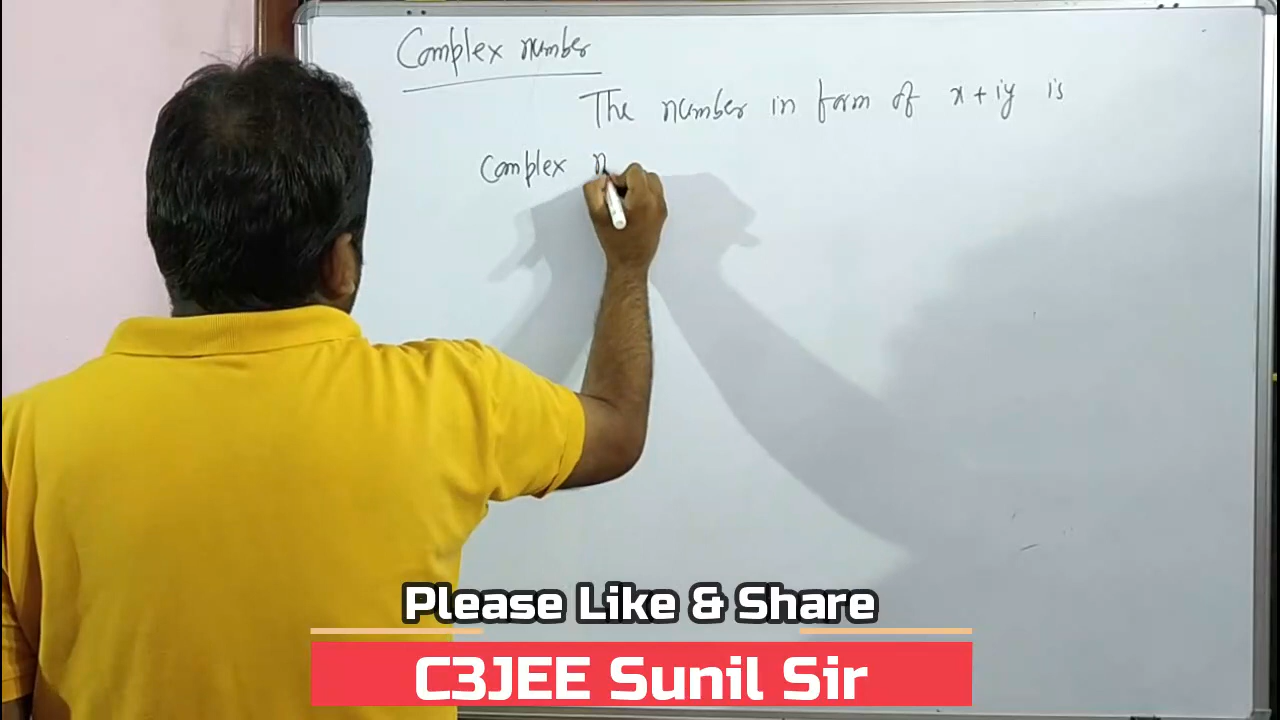 Complex number
The number in form of x + iy is
Complex n
Please Like & Share
C3JEE Sunil Sir